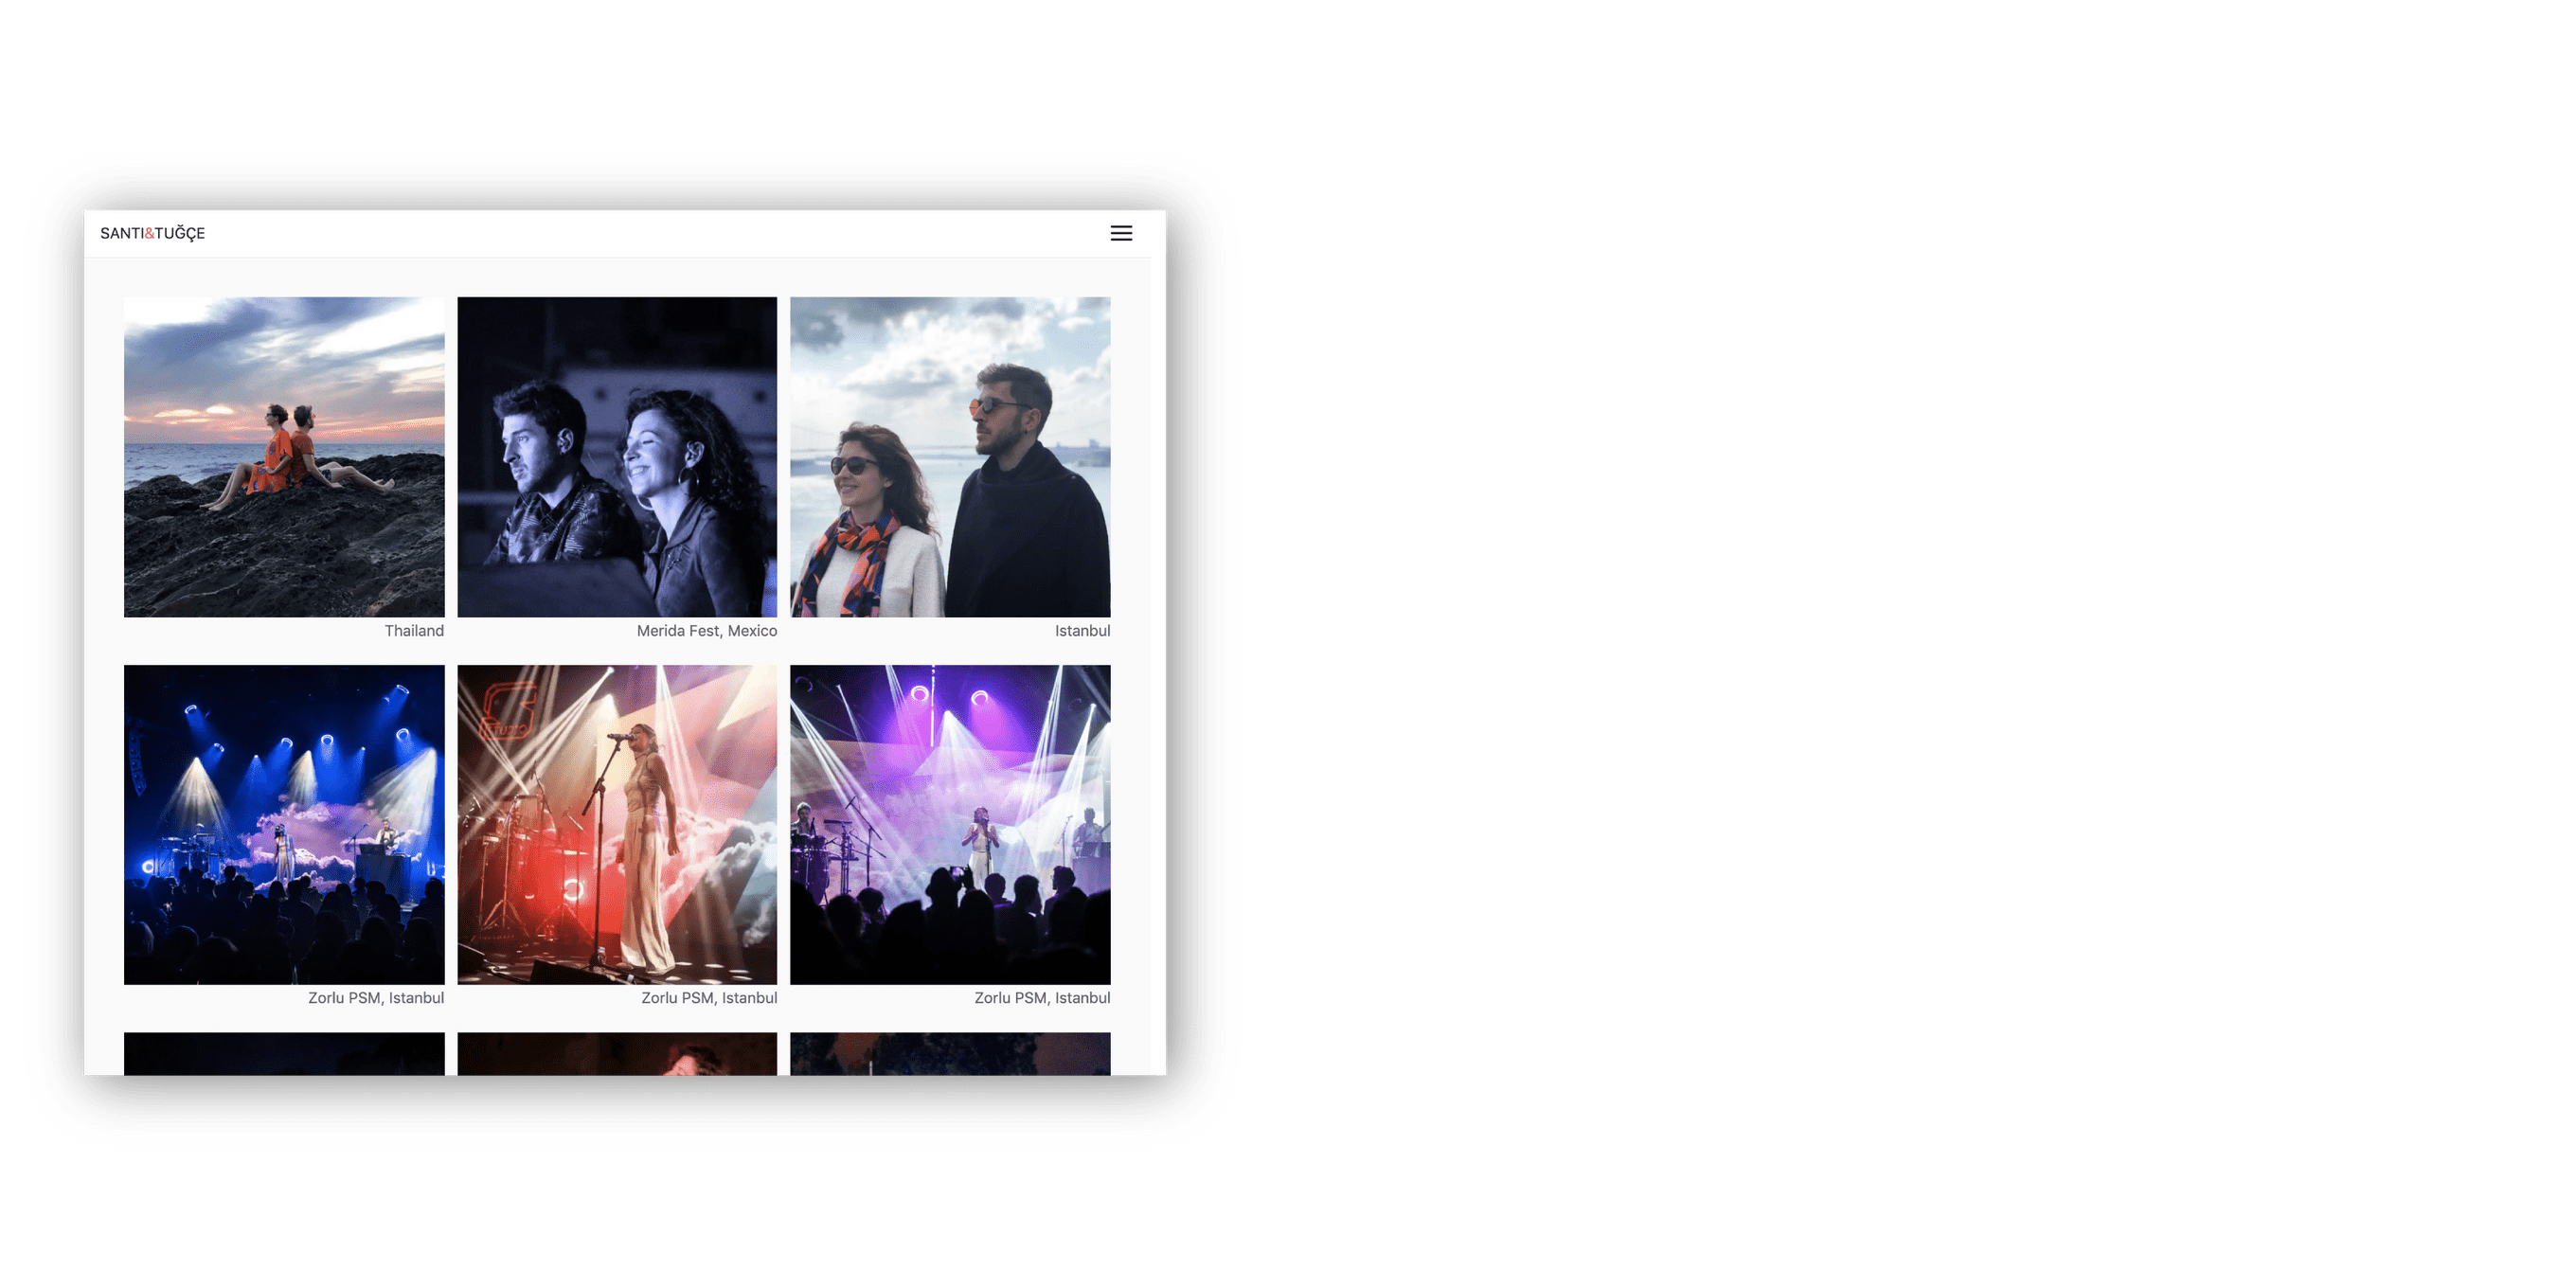 SANTI&TUĞÇE
Thailand
Merida Fest, Mexico
Istanbul
Zorlu PSM, Istanbul
Zorlu PSM, Istanbul
Zorlu PSM, Istanbul